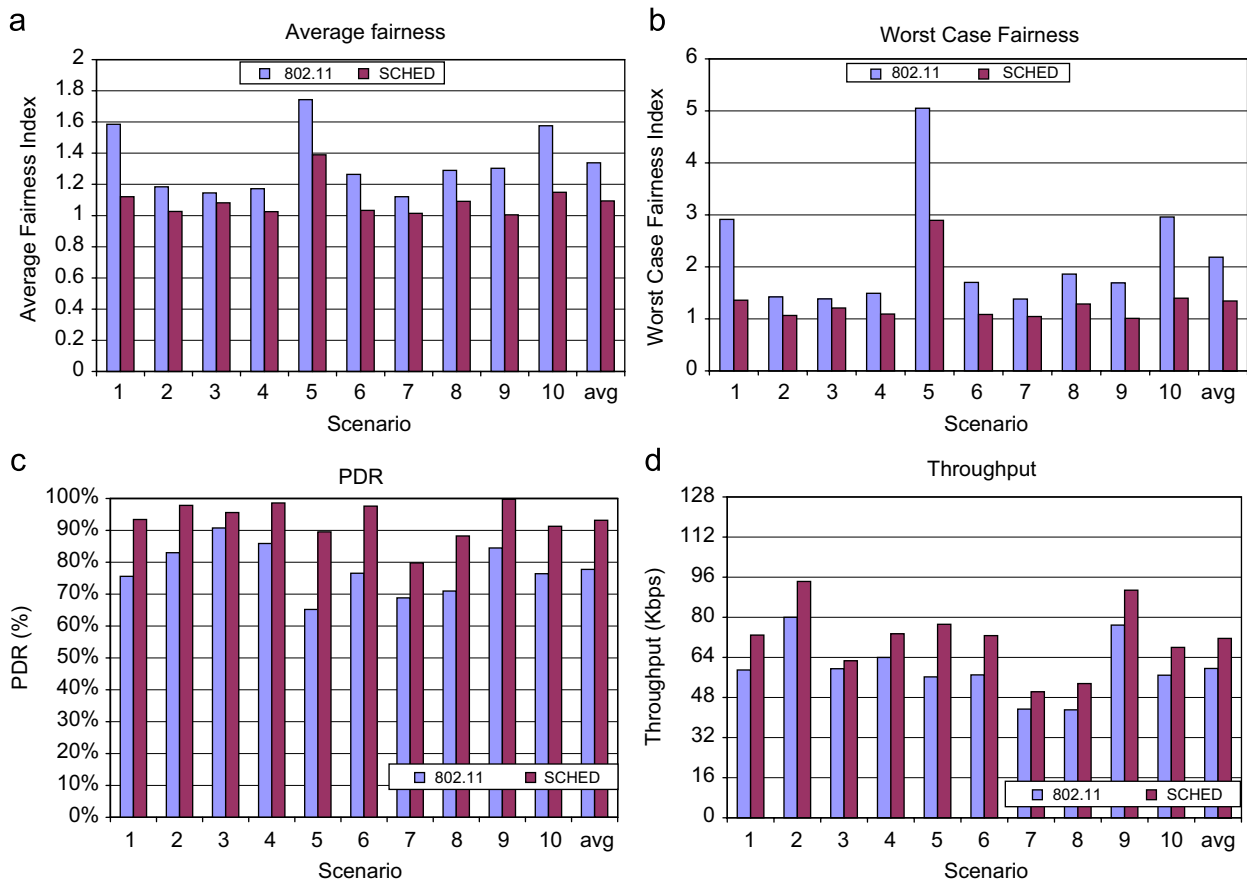 a
Average fairness
2
1.8
1.6
1.4
1.2
1
0.8
0.6
0.4
0.2
0
Average Fairness Index
802.11 SCHED
1 2 3 4 5 6 7 8 9 10 avg
Scenario
b
Worst Case Fairness
6
5
4
3
2
1
0
Worst Case Fairness Index
802.11 SCHED
1 2 3 4 5 6 7 8 9 10 avg
Scenario
c
PDR
100%
90%
80%
70%
60%
50%
40%
30%
20%
10%
0%
PDR (%)
802.11 SCHED
1 2 3 4 5 6 7 8 9 10 avg
Scenario
d
Throughput
128
112
96
80
64
48
32
16
0
Throughput (Kbps)
802.11 SCHED
1 2 3 4 5 6 7 8 9 10 avg
Scenario